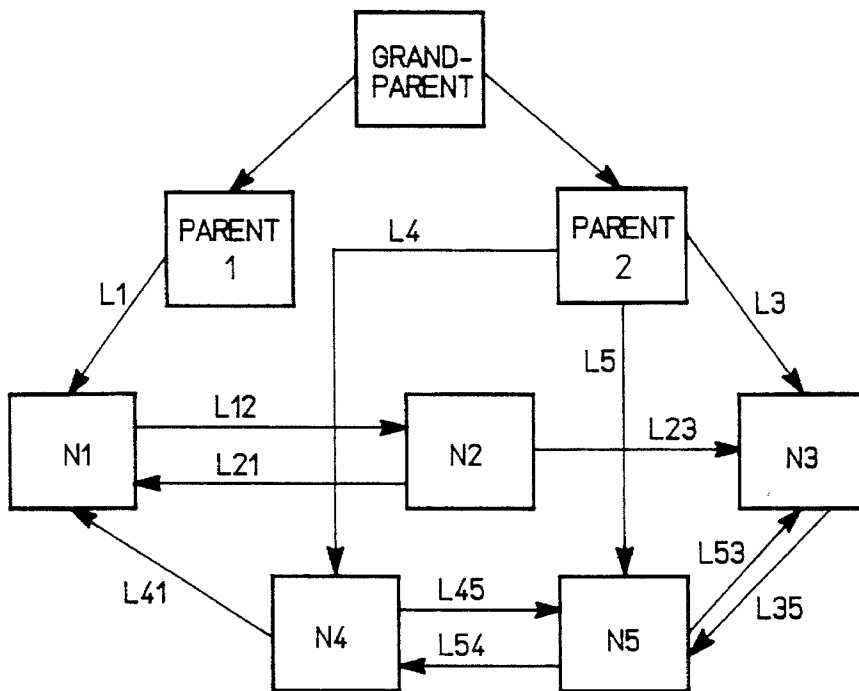 GRAND-
PARENT
PARENT
1
L4
PARENT
2
L1
L3
L5
N1
L12
L21
N2
L23
N3
L41
N4
L45
L54
N5
L53
L35